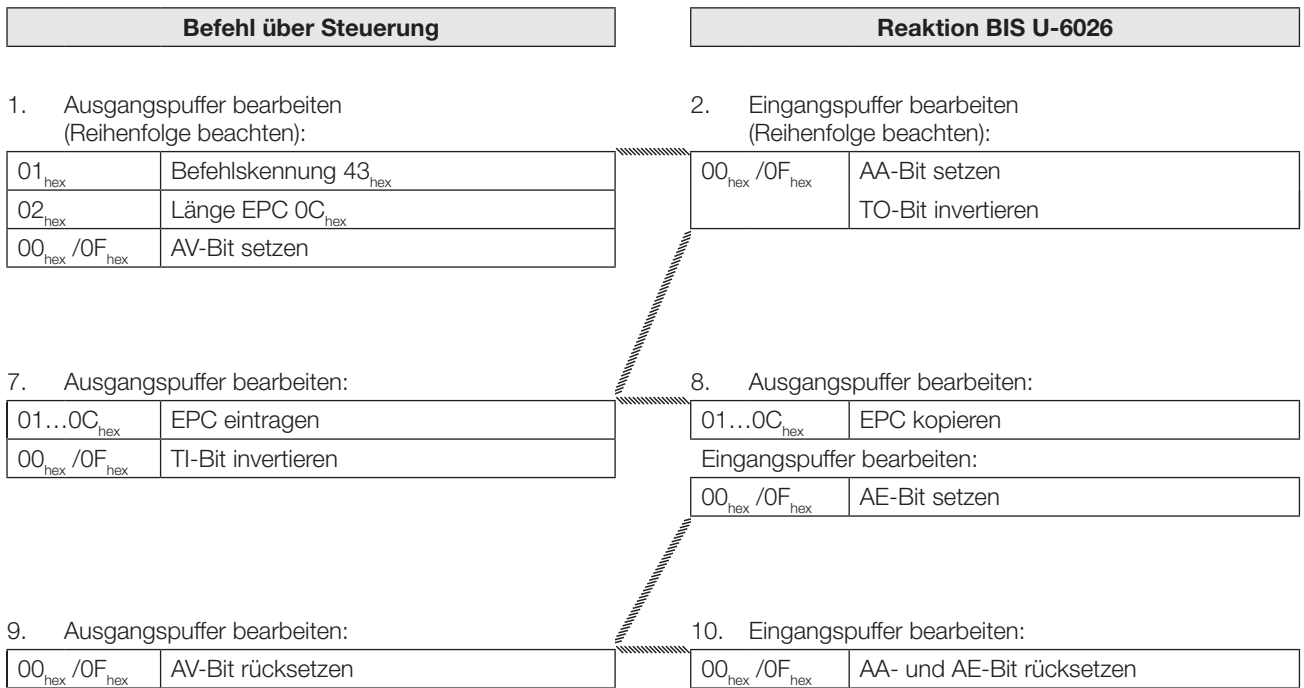 Befehl über Steuerung
Reaktion BIS U-6026
1. Ausgangspuffer bearbeiten
(Reihenfolge beachten):
01hex Befehlskennung 43hex
02hex Länge EPC 0Chex
00hex /0Fhex AV-Bit setzen
2. Eingangspuffer bearbeiten
(Reihenfolge beachten):
00hex /0Fhex AA-Bit setzen
TO-Bit invertieren
7. Ausgangspuffer bearbeiten:
01…0Chex EPC eintragen
00hex /0Fhex TI-Bit invertieren
8. Ausgangspuffer bearbeiten:
01…0Chex EPC kopieren
Eingangspuffer bearbeiten:
00hex /0Fhex AE-Bit setzen
9. Ausgangspuffer bearbeiten:
00hex /0Fhex AV-Bit rücksetzen
10. Eingangspuffer bearbeiten:
00hex /0Fhex AA- und AE-Bit rücksetzen